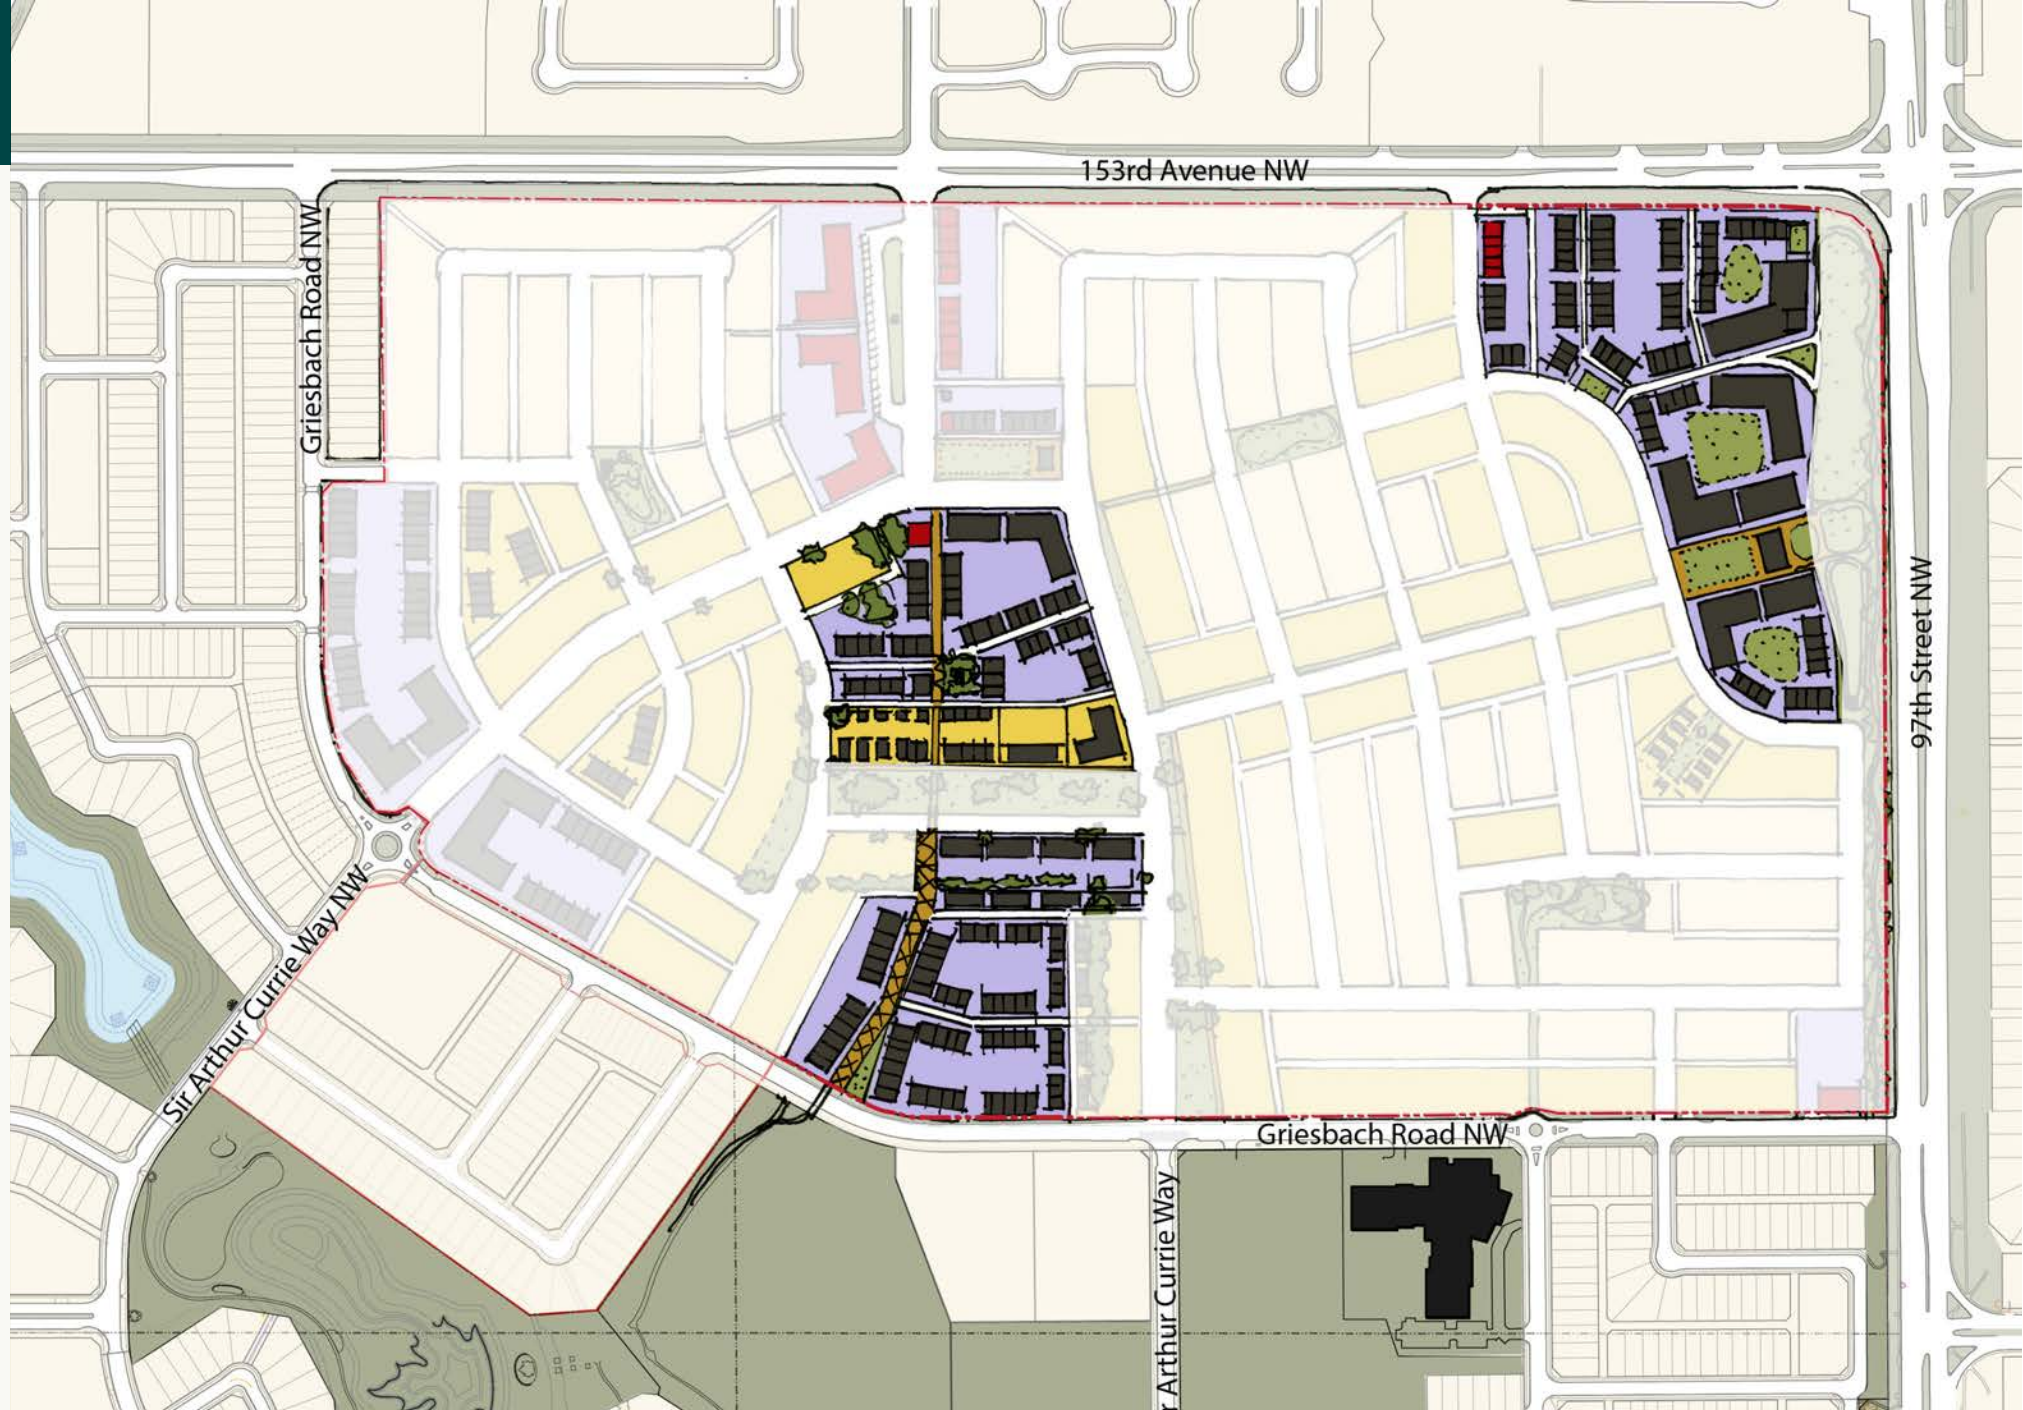 153rd Avenue NW
Griesbach Road NW
97th Street NW
Sir Arthur Currie Way NW
Griesbach Road NW
Arthur Currie Way